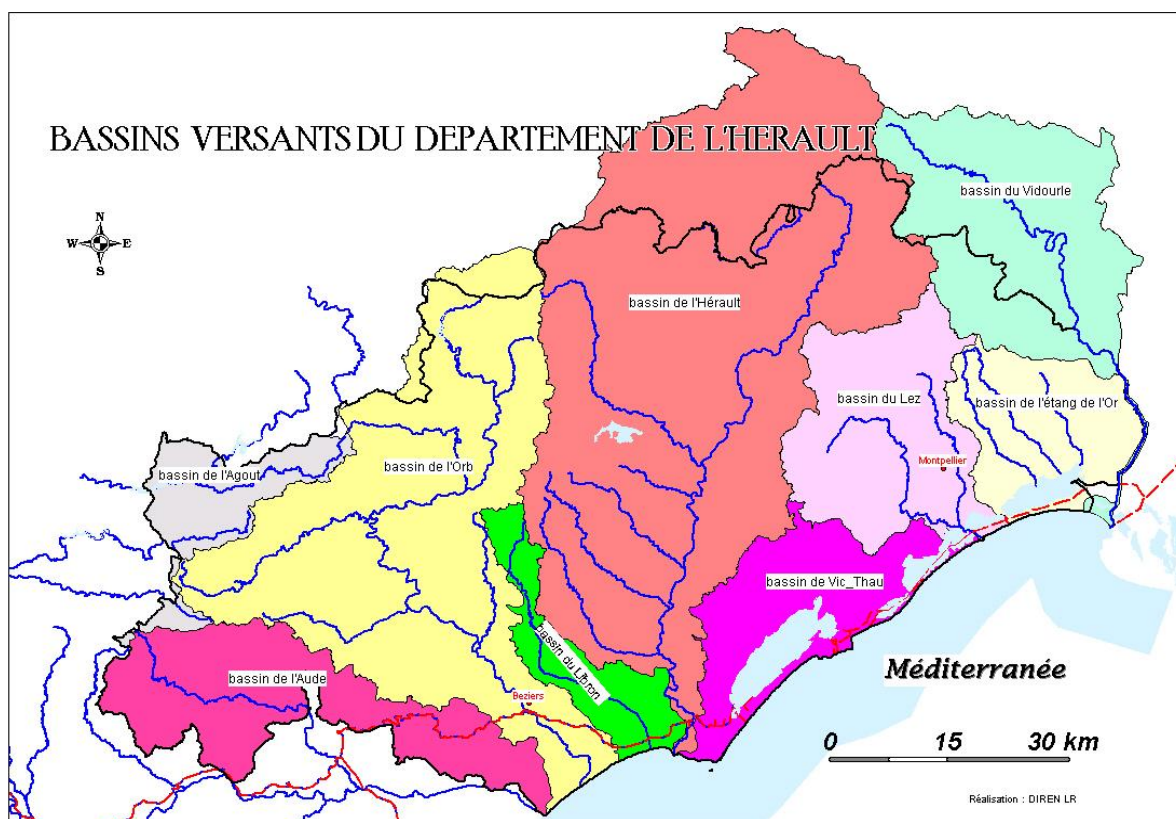 BASSINS VERSANTS DU DEPARTEMENT DE L'HERAULT
bassin du Vidourle
N
W E
S
bassin de l'Hérault
bassin du Lez
bassin de l'étang de l'Or
bassin de l'Orb
Montpellier
bassin de l'Agout
bassin de Vic_Thau
bassin du Libron
bassin de l'Aude
Méditerranée
Beziers
0 15 30 km
Réalisation : DIREN LR